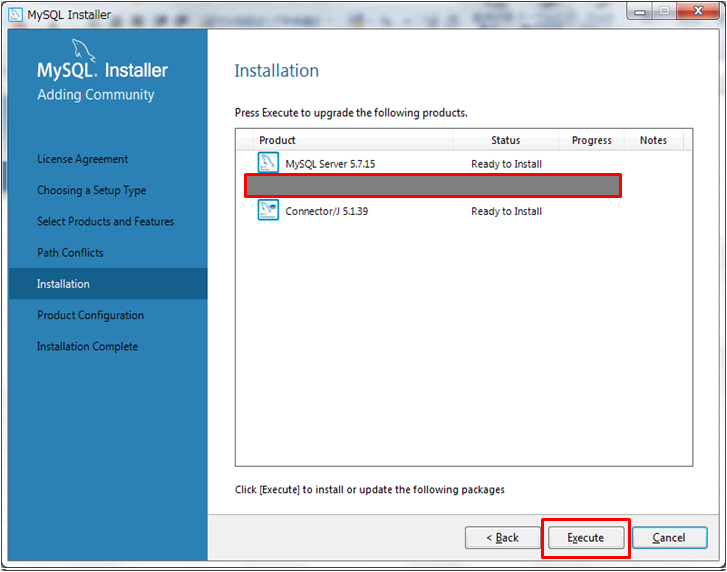 MySQL Installer
MySQL. Installer
Adding Community
License Agreement
Choosing a Setup Type
Select Products and Features
Path Conflicts
Installation
Product Configuration
Installation Complete
Installation
Press Execute to upgrade the following products.
Product Status Progress Notes
MySQL Server 5.7.15 Ready to Install
Connector/J 5.1.39 Ready to Install
Click [Execute] to install or update the following packages
< Back Execute Cancel